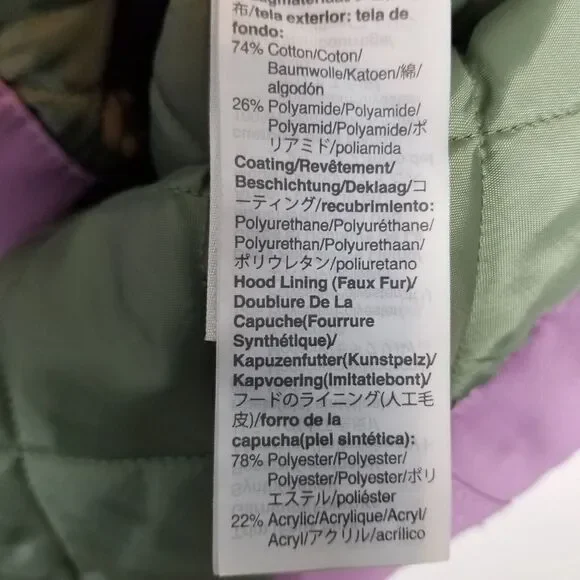 布/tela exterior: tela de
fondo:
74% Cotton/Coton/
Baumwolle/Katoen/綿/
algodón
26% Polyamide/Polyamide/
Polyamid/Polyamide/ポ
リアミド/poliamida
Coating/Revêtement/
Beschichtung/Deklaag/コ
ーティング/recubrimiento:
Polyurethane/Polyuréthane/
Polyurethan/Polyurethaan/
ポリウレタン/poliuretano
Hood Lining (Faux Fur)/
Doublure De La
Capuche(Fourrure
Synthétique)/
Kapuzenfutter(Kunstpelz)/
Kapvoering(Imitatiebont)/
フードのライニング(人工毛
皮)/forro de la
capucha(piel sintética):
78% Polyester/Polyester/
Polyester/Polyester/ポリ
エステル/poliéster
22% Acrylic/Acrylique/Acryl/
Acryl/アクリル/acrílico